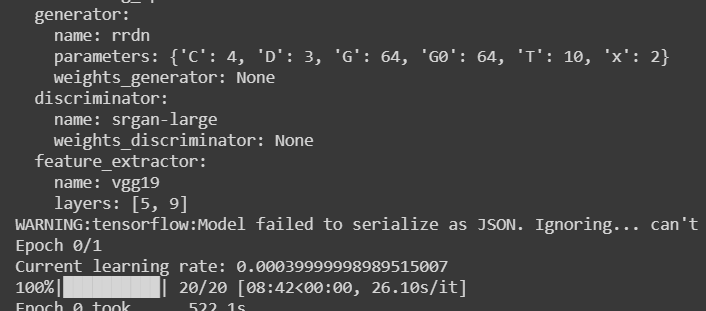 generator:
name: rrdn
parameters: {'C': 4, 'D': 3, 'G': 64, 'G0': 64, 'T': 10, 'x': 2}
weights_generator: None
discriminator:
name: srgan-large
weights_discriminator: None
feature_extractor:
name: vgg19
layers: [5, 9]
WARNING:tensorflow:Model failed to serialize as JSON. Ignoring... can't
Epoch 0/1
Current learning rate: 0.00039999998989515007
100%|██████████| 20/20 [08:42<00:00, 26.10s/it]
Epoch 0 took 522.1s